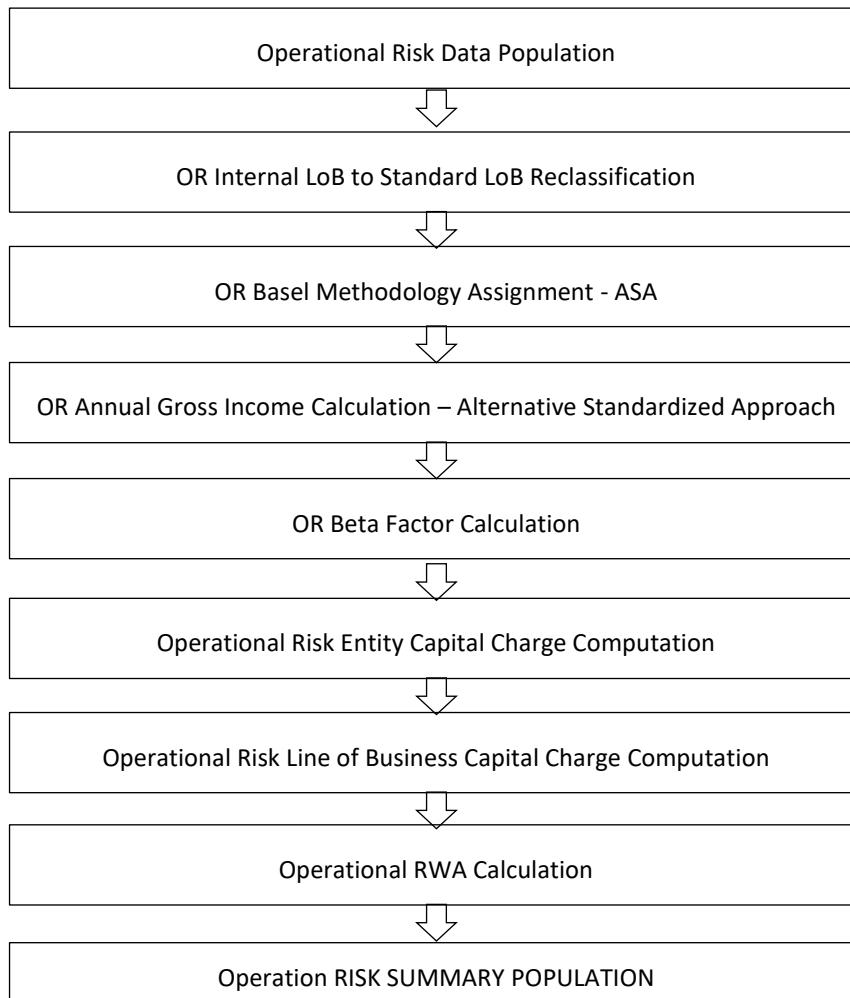 Operational Risk Data Population
OR Internal LoB to Standard LoB Reclassification
OR Basel Methodology Assignment - ASA
OR Annual Gross Income Calculation – Alternative Standardized Approach
OR Beta Factor Calculation
Operational Risk Entity Capital Charge Computation
Operational Risk Line of Business Capital Charge Computation
Operational RWA Calculation
Operation RISK SUMMARY POPULATION